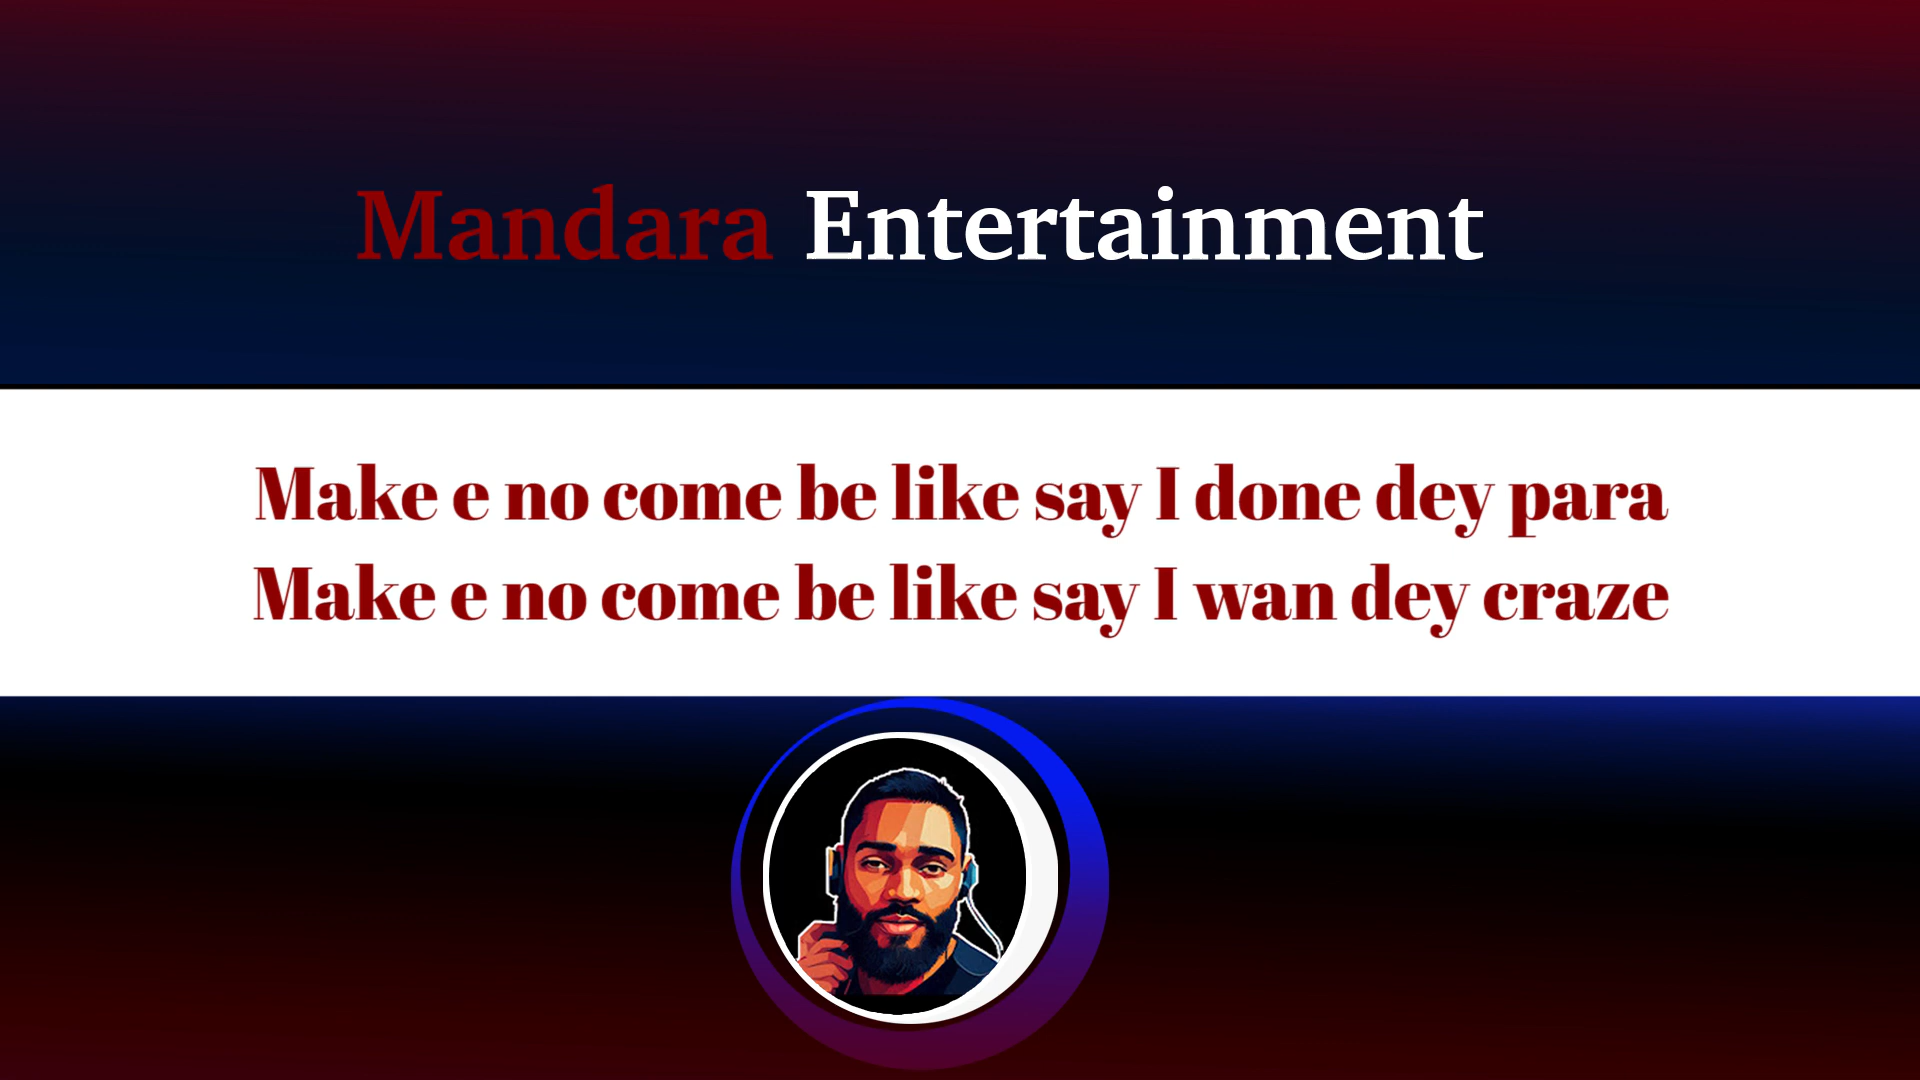 Mandara Entertainment
Make e no come be like say I done dey para
Make e no come be like say I wan dey craze